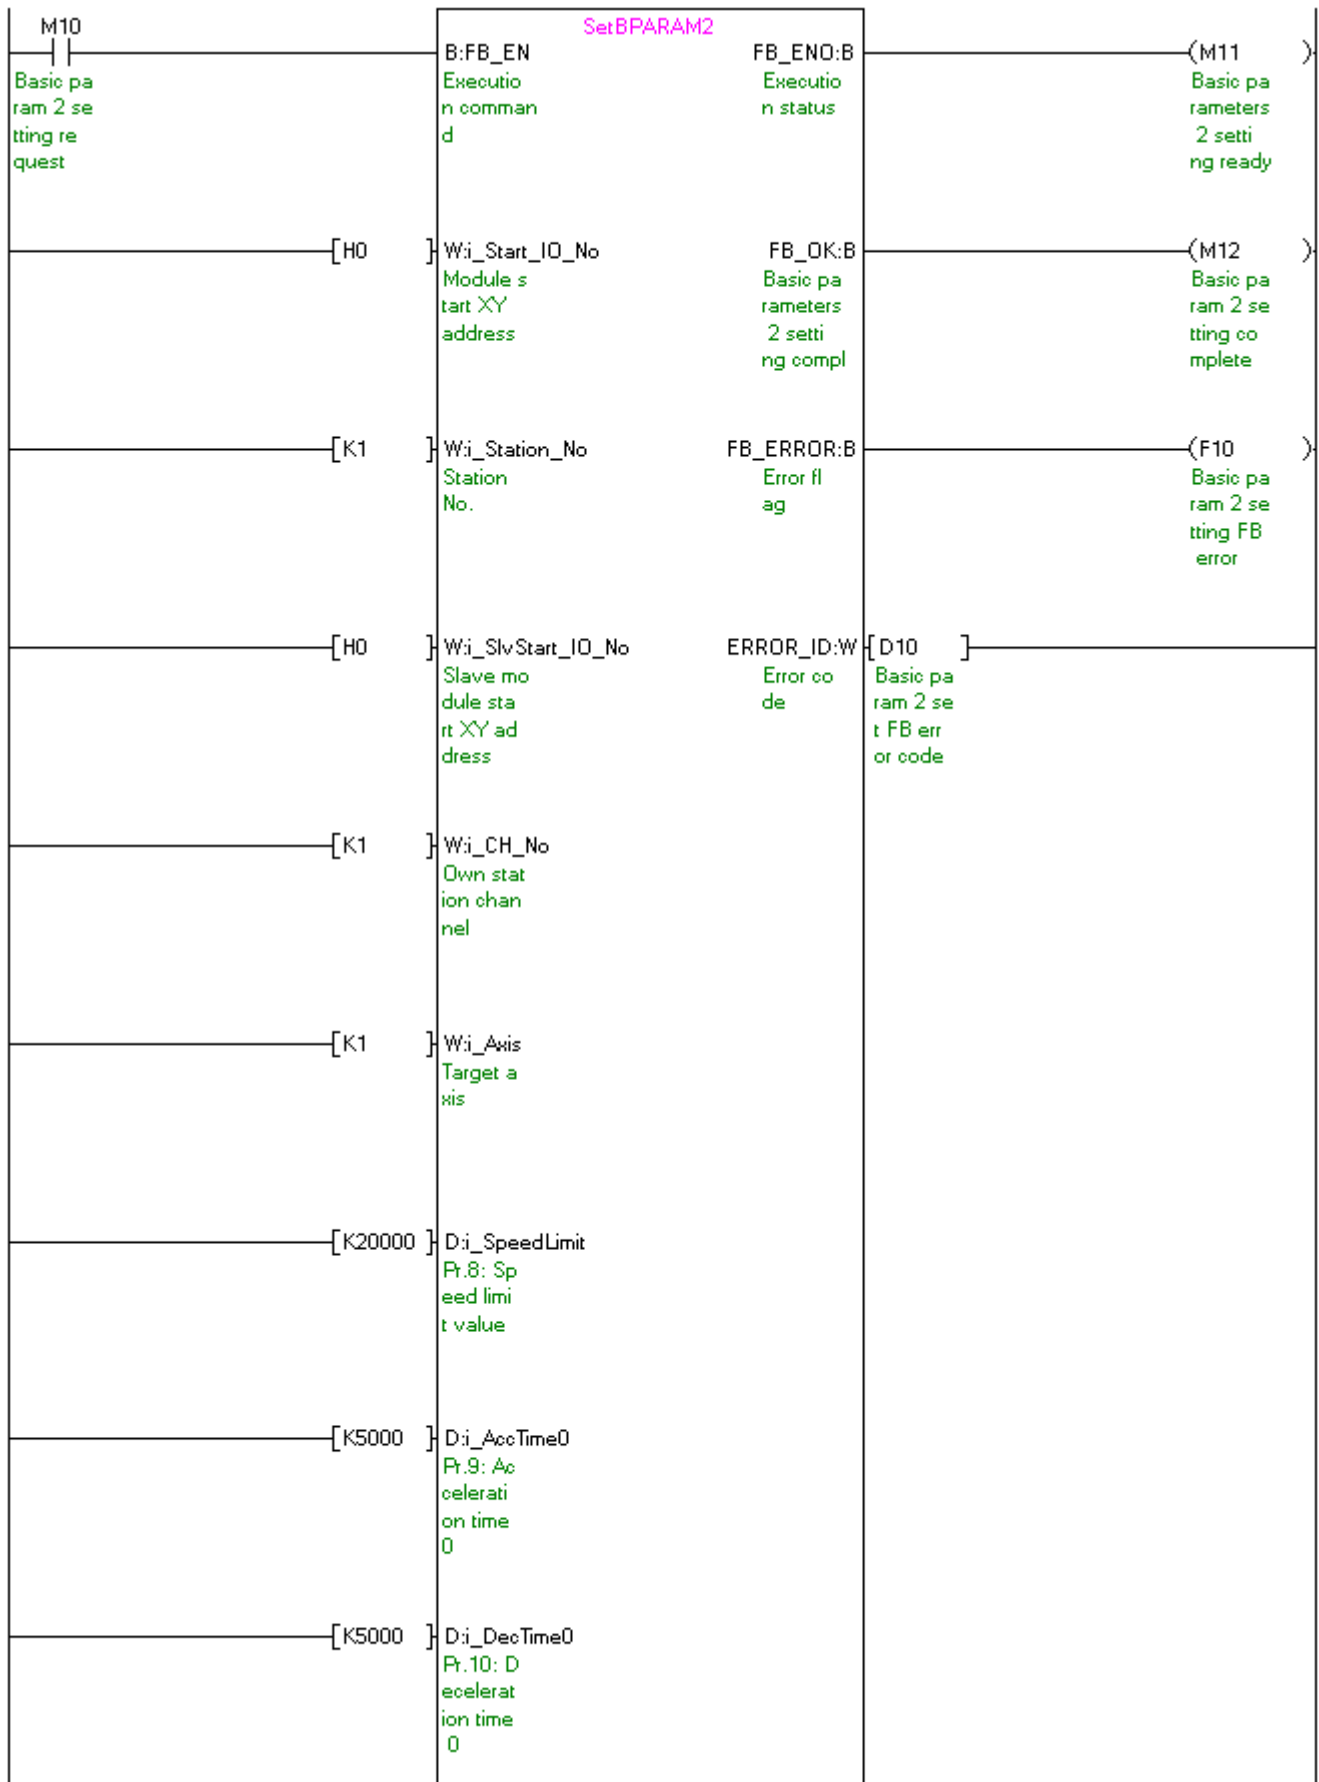 M10
Basic pa
ram 2 se
tting re
quest
SetBPARAM2
B:FB_EN
Executio
n comman
d
FB_ENO:B
Executio
n status
(M11 )
Basic pa
rameters
2 setti
ng ready
[H0 ]
W:i_Start_IO_No
Module s
tart XY
address
FB_OK:B
Basic pa
rameters
2 setti
ng compl
(M12 )
Basic pa
ram 2 se
tting co
mplete
[K1 ]
W:i_Station_No
Station
No.
FB_ERROR:B
Error fl
ag
(F10 )
Basic pa
ram 2 se
tting FB
error
[H0 ]
W:i_SlvStart_IO_No
Slave mo
dule sta
rt XY ad
dress
ERROR_ID:W
Error co
de
[D10 ]
Basic pa
ram 2 se
t FB err
or code
[K1 ]
W:i_CH_No
Own stat
ion chan
nel
[K1 ]
W:i_Axis
Target a
xis
[K20000 ]
D:i_SpeedLimit
Pr.8: Sp
eed limi
t value
[K5000 ]
D:i_AccTime0
Pr.9: Ac
celerati
on time
0
[K5000 ]
D:i_DecTime0
Pr.10: D
ecelerat
ion time
0